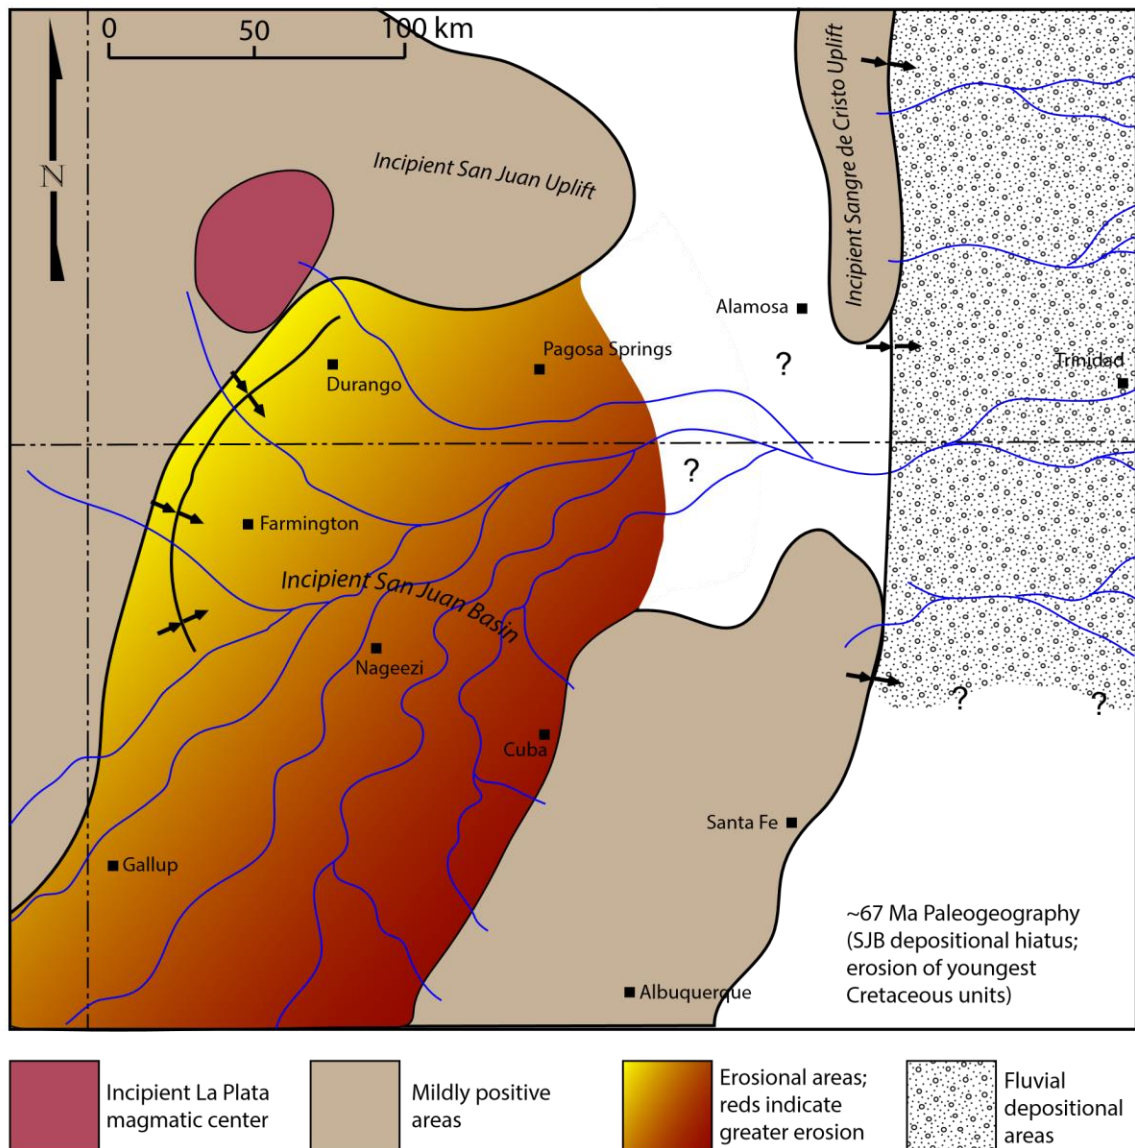 0 50 100 km
N
Incipient San Juan Uplift
Incipient Sangre de Cristo Uplift
Alamosa
?
Pagosa Springs
Durango
Trinidad
?
Farmington
Incipient San Juan Basin
Nageezi
?
?
Cuba
Santa Fe
Gallup
Albuquerque
~67 Ma Paleogeography
(SJB depositional hiatus;
erosion of youngest
Cretaceous units)
Incipient La Plata
magmatic center
Mildly positive
areas
Erosional areas;
reds indicate
greater erosion
Fluvial
depositional
areas